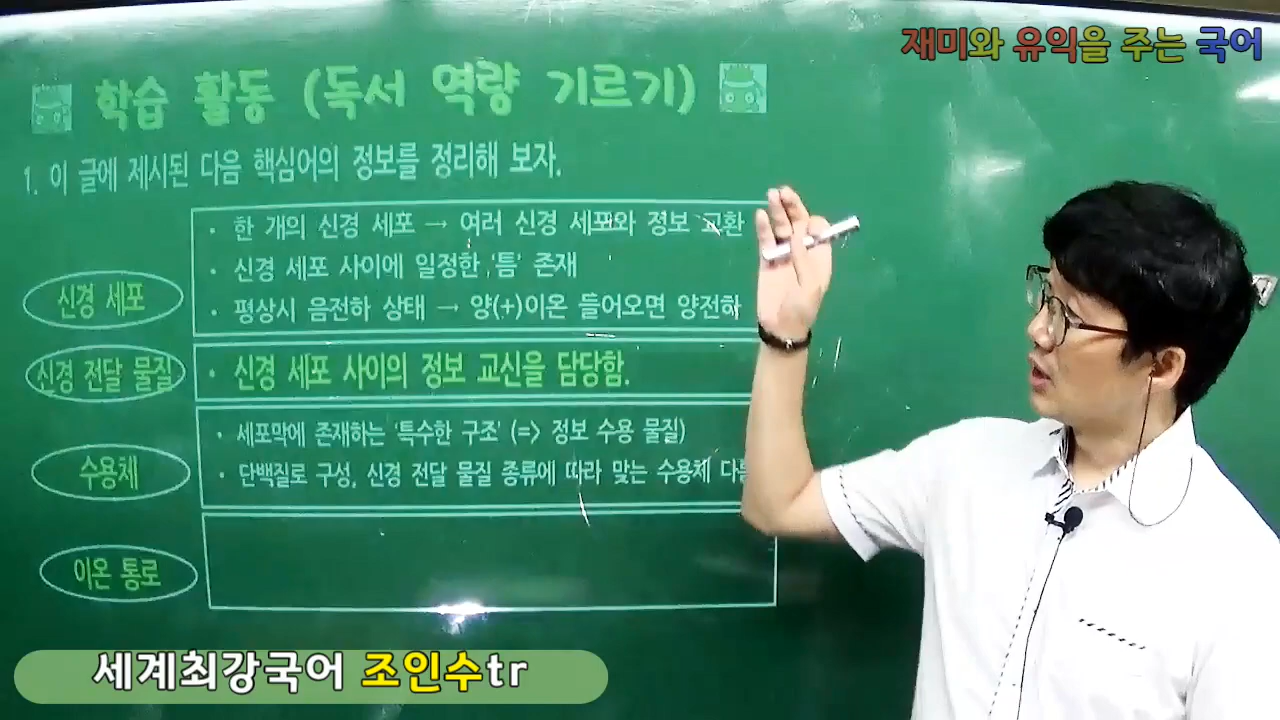 재미와 유익을 주는 국어
학습 활동 (독서 역량 기르기)
1. 이 글에 제시된 다음 핵심어의 정보를 정리해 보자.
신경 세포
· 한 개의 신경 세포 → 여러 신경 세포와 정보 교환
· 신경 세포 사이에 일정한 '틈' 존재
· 평상시 음전하 상태 → 양(+)이온 들어오면 양전하
신경 전달 물질
· 신경 세포 사이의 정보 교신을 담당함.
수용체
· 세포막에 존재하는 '특수한 구조' (=> 정보 수용 물질)
· 단백질로 구성, 신경 전달 물질 종류에 따라 맞는 수용체
이온 통로
세계최강국어 조인수tr